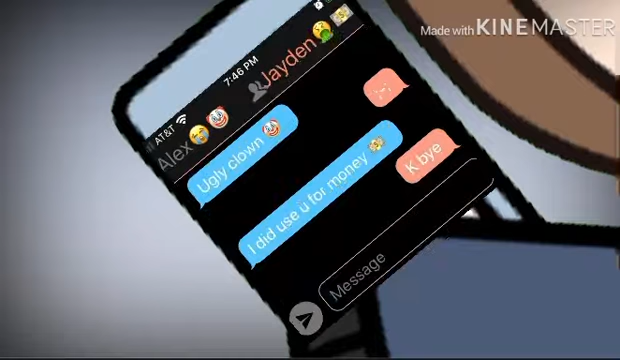 Made with KINEMASTER
AT&T
7:46 PM
Alex 😭🤡
Jayden 🤮💸
Ugly clown 🤡
...
I did use u for money 🤑
K bye
Message